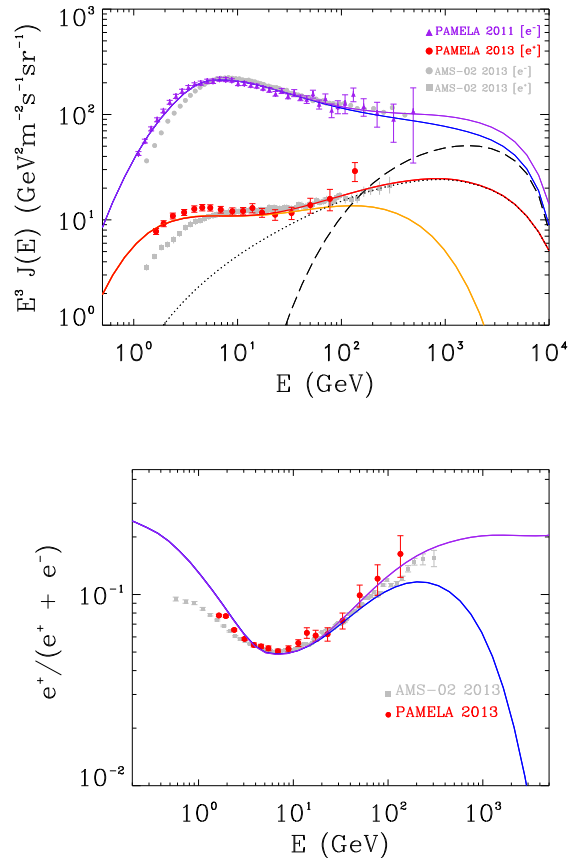 10³
PAMELA 2011 [e⁻]
PAMELA 2013 [e⁺]
AMS-02 2013 [e⁻]
AMS-02 2013 [e⁺]
10²
10¹
10⁰
E³ J(E) (GeV²m⁻²s⁻¹sr⁻¹)
10⁰ 10¹ 10² 10³ 10⁴
E (GeV)
10⁻¹
10⁻²
e⁺/(e⁺ + e⁻)
AMS-02 2013
PAMELA 2013
10⁰ 10¹ 10² 10³
E (GeV)